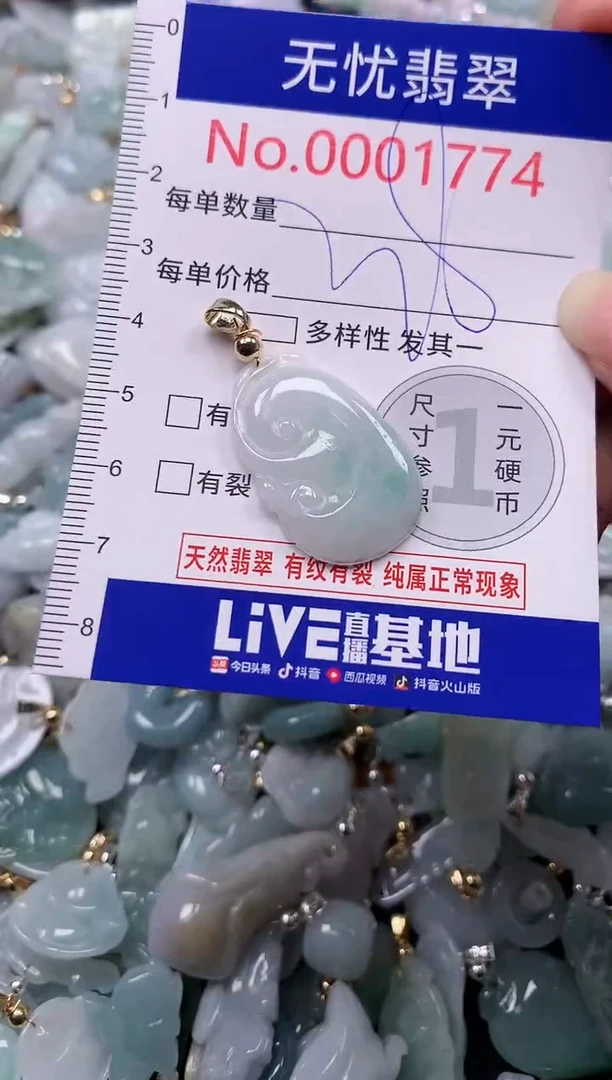 0
1
2
3
4
5
6
7
8
无忧翡翠
No.0001774
每单数量
每单价格
多样性 发其一
有
有裂
尺寸参照
1
一元硬币
天然翡翠 有纹有裂 纯属正常现象
LiVE直播基地
头条 今日头条 抖音 西瓜视频 抖音火山版